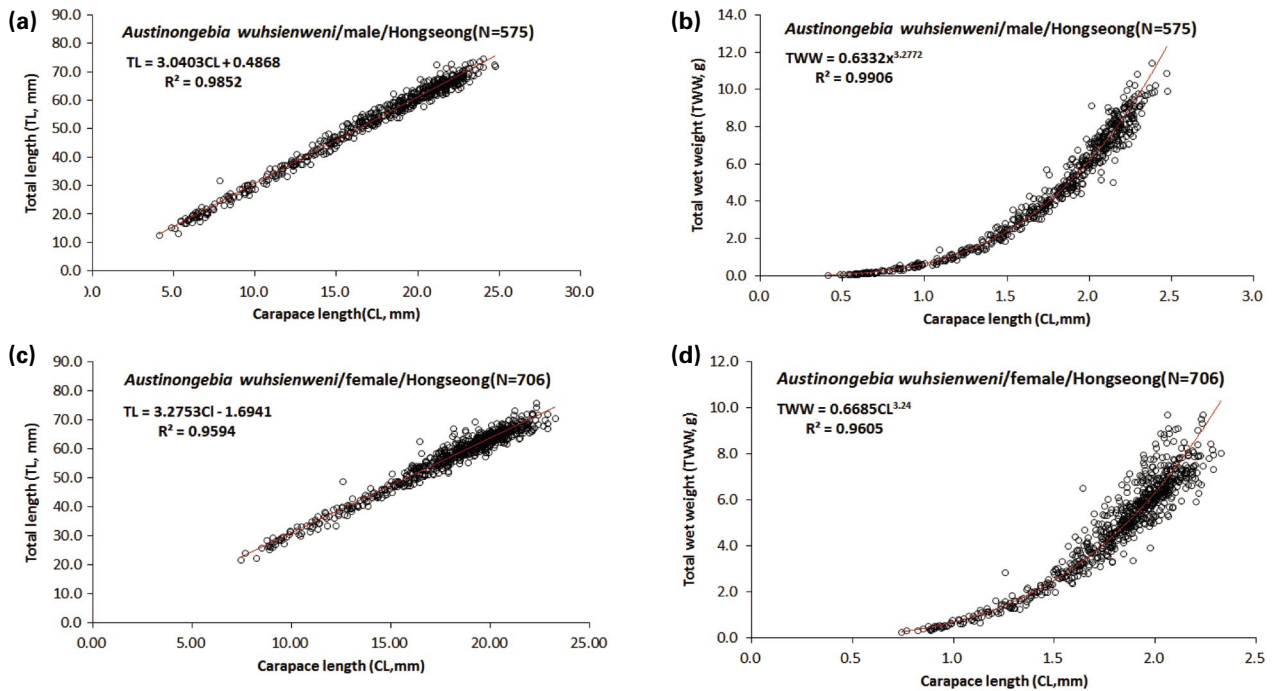 (a)
Austinongebia wuhsienweni/male/Hongseong(N=575)
TL = 3.0403CL + 0.4868
R² = 0.9852
Total length (TL, mm)
90.0
80.0
70.0
60.0
50.0
40.0
30.0
20.0
10.0
0.0
0.0 5.0 10.0 15.0 20.0 25.0 30.0
Carapace length(CL, mm)
(b)
Austinongebia wuhsienweni/male/Hongseong(N=575)
TWW = 0.6332x^3.2772
R² = 0.9906
Total wet weight (TWW, g)
14.0
12.0
10.0
8.0
6.0
4.0
2.0
0.0
0.0 0.5 1.0 1.5 2.0 2.5 3.0
Carapace length (CL,mm)
(c)
Austinongebia wuhsienweni/female/Hongseong(N=706)
TL = 3.2753Cl - 1.6941
R² = 0.9594
Total length (TL, mm)
90.0
80.0
70.0
60.0
50.0
40.0
30.0
20.0
10.0
0.0
0.00 5.00 10.00 15.00 20.00 25.00
Carapace length (CL,mm)
(d)
Austinongebia wuhsienweni/female/Hongseong(N=706)
TWW = 0.6685CL^3.24
R² = 0.9605
Total wet weight (TWW, g)
12.0
10.0
8.0
6.0
4.0
2.0
0.0
0.0 0.5 1.0 1.5 2.0 2.5
Carapace length (CL,mm)